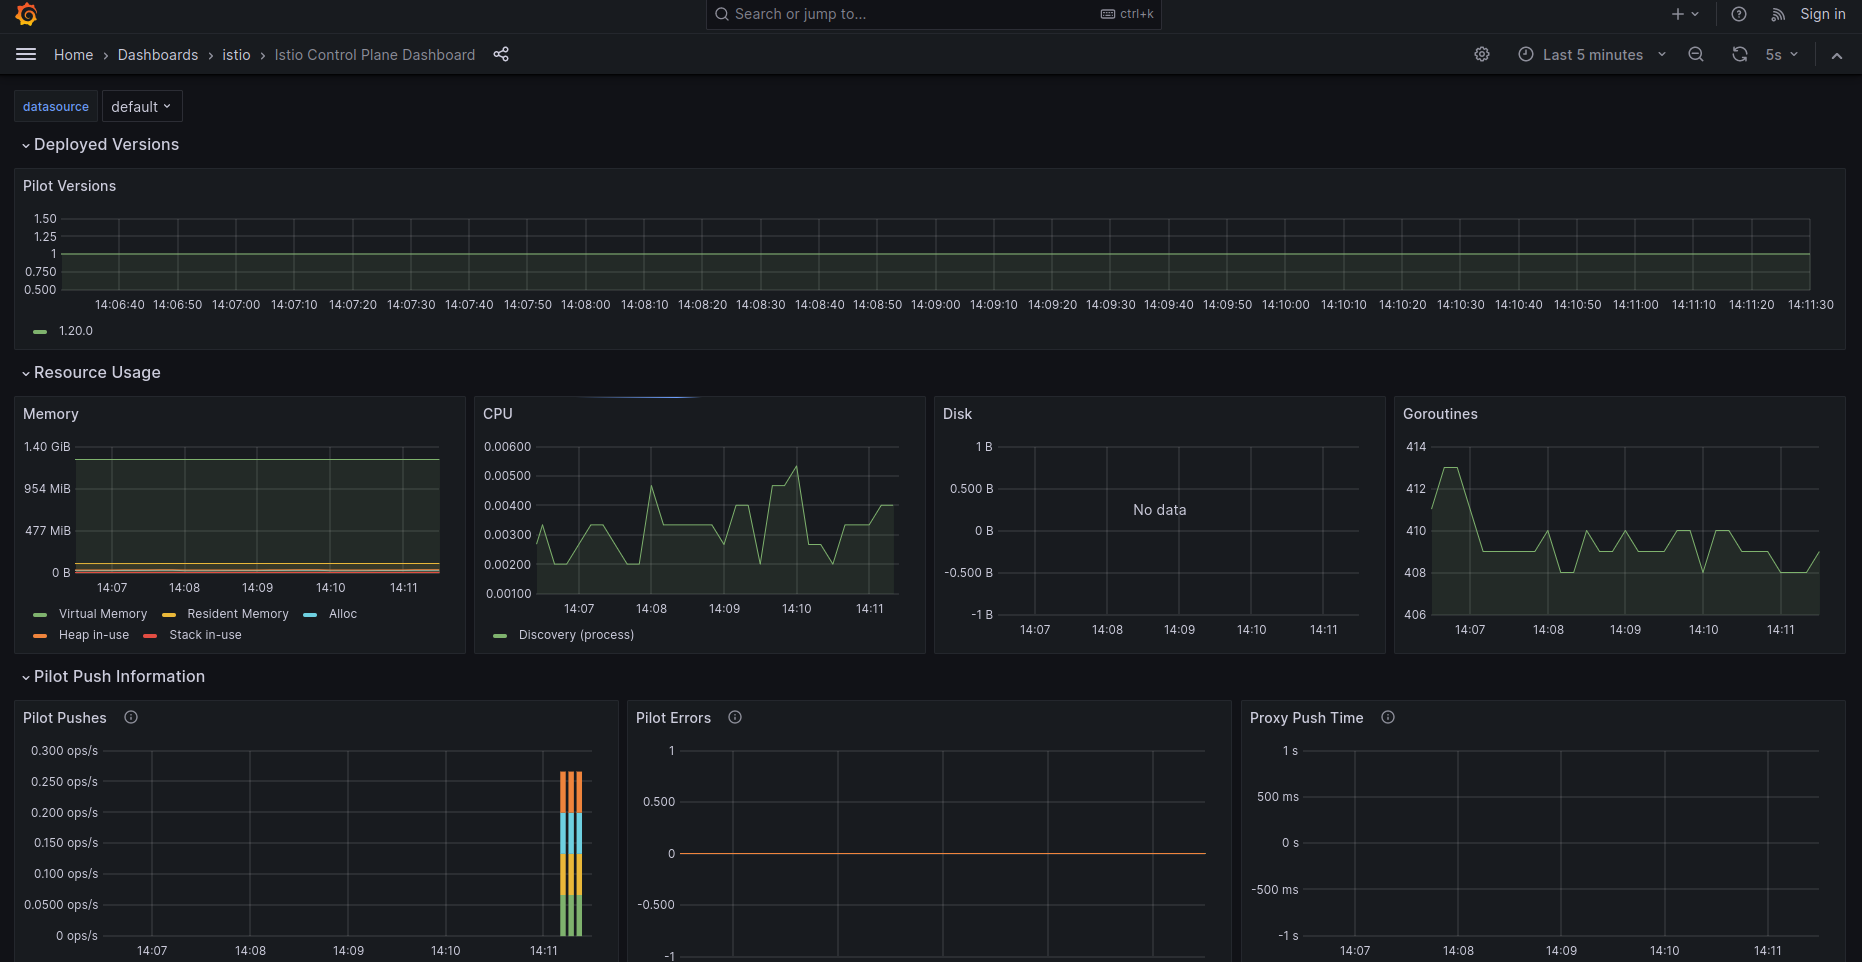 Search or jump to... ctrl+k Sign in
Home › Dashboards › istio › Istio Control Plane Dashboard Last 5 minutes 5s
datasource default
Deployed Versions
Pilot Versions
1.50
1.25
1
0.750
0.500
14:06:40 14:06:50 14:07:00 14:07:10 14:07:20 14:07:30 14:07:40 14:07:50 14:08:00 14:08:10 14:08:20 14:08:30 14:08:40 14:08:50 14:09:00 14:09:10 14:09:20 14:09:30 14:09:40 14:09:50 14:10:00 14:10:10 14:10:20 14:10:30 14:10:40 14:10:50 14:11:00 14:11:10 14:11:20 14:11:30
1.20.0
Resource Usage
Memory
1.40 GiB
954 MiB
477 MiB
0 B
14:07 14:08 14:09 14:10 14:11
Virtual Memory Resident Memory Alloc
Heap in-use Stack in-use
CPU
0.00600
0.00500
0.00400
0.00300
0.00200
0.00100
14:07 14:08 14:09 14:10 14:11
Discovery (process)
Disk
1 B
0.500 B
0 B
-0.500 B
-1 B
No data
14:07 14:08 14:09 14:10 14:11
Goroutines
414
412
410
408
406
14:07 14:08 14:09 14:10 14:11
Pilot Push Information
Pilot Pushes
0.300 ops/s
0.250 ops/s
0.200 ops/s
0.150 ops/s
0.100 ops/s
0.0500 ops/s
0 ops/s
14:07 14:08 14:09 14:10 14:11
Pilot Errors
1
0.500
0
-0.500
-1
Proxy Push Time
1 s
500 ms
0 s
-500 ms
-1 s
14:07 14:08 14:09 14:10 14:11